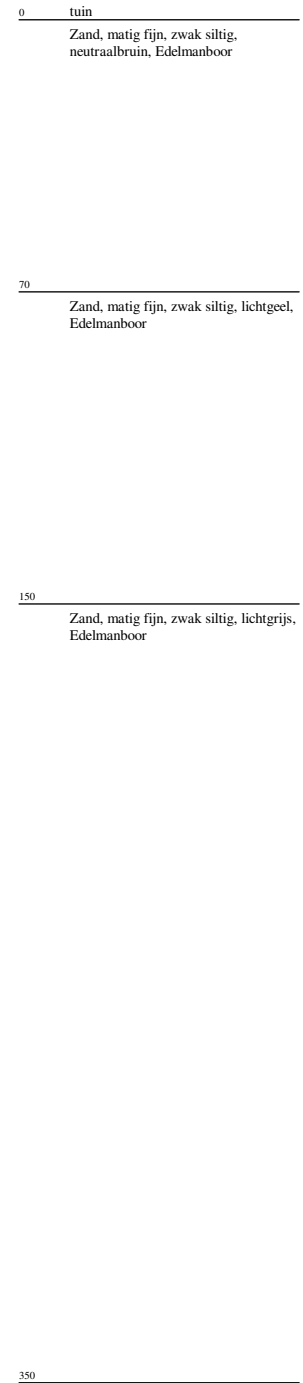 0 tuin
Zand, matig fijn, zwak siltig,
neutraalbruin, Edelmanboor
70
Zand, matig fijn, zwak siltig, lichtgeel,
Edelmanboor
150
Zand, matig fijn, zwak siltig, lichtgrijs,
Edelmanboor
350